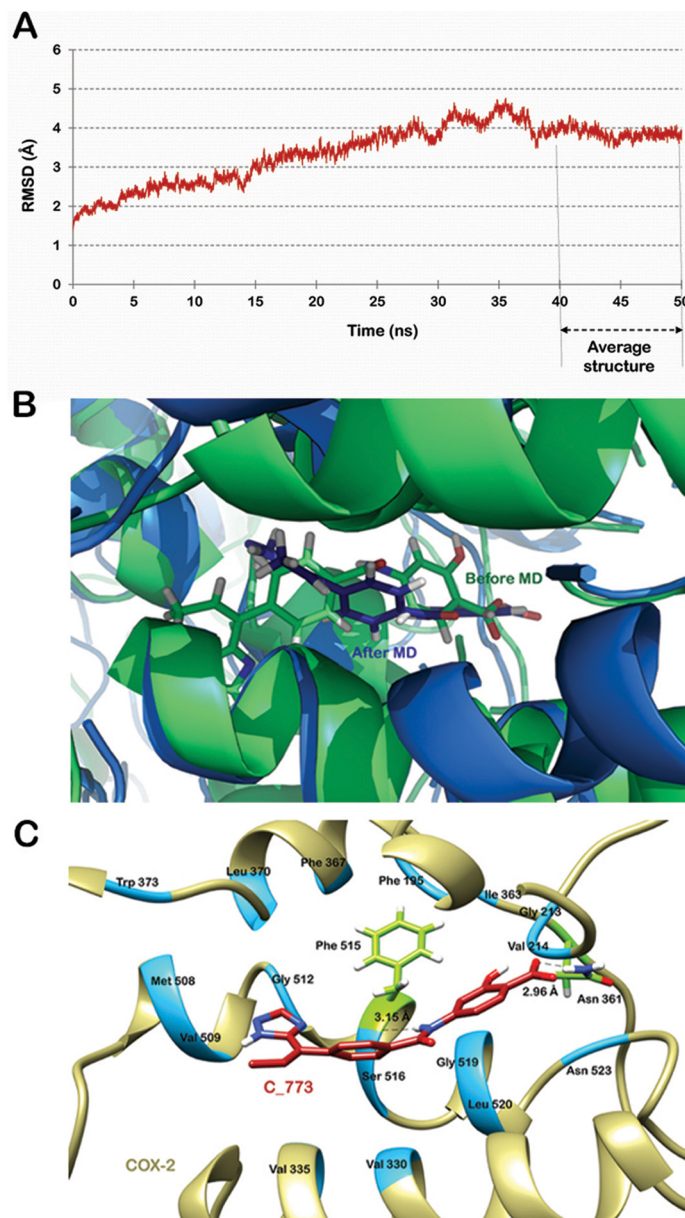 A
6
5
4
3
2
1
0
RMSD (Å)
0 5 10 15 20 25 30 35 40 45 50
Time (ns)
Average
structure
B
Before MD
After MD
C
Phe 367
Leu 370
Trp 373
Phe 195
Ile 363
Gly 213
Val 214
Phe 515
Met 508
Gly 512
2.96 Å
Asn 361
3.15 Å
Val 509
Gly 519
Asn 523
Ser 516
C_773
Leu 520
COX-2
Val 335
Val 330